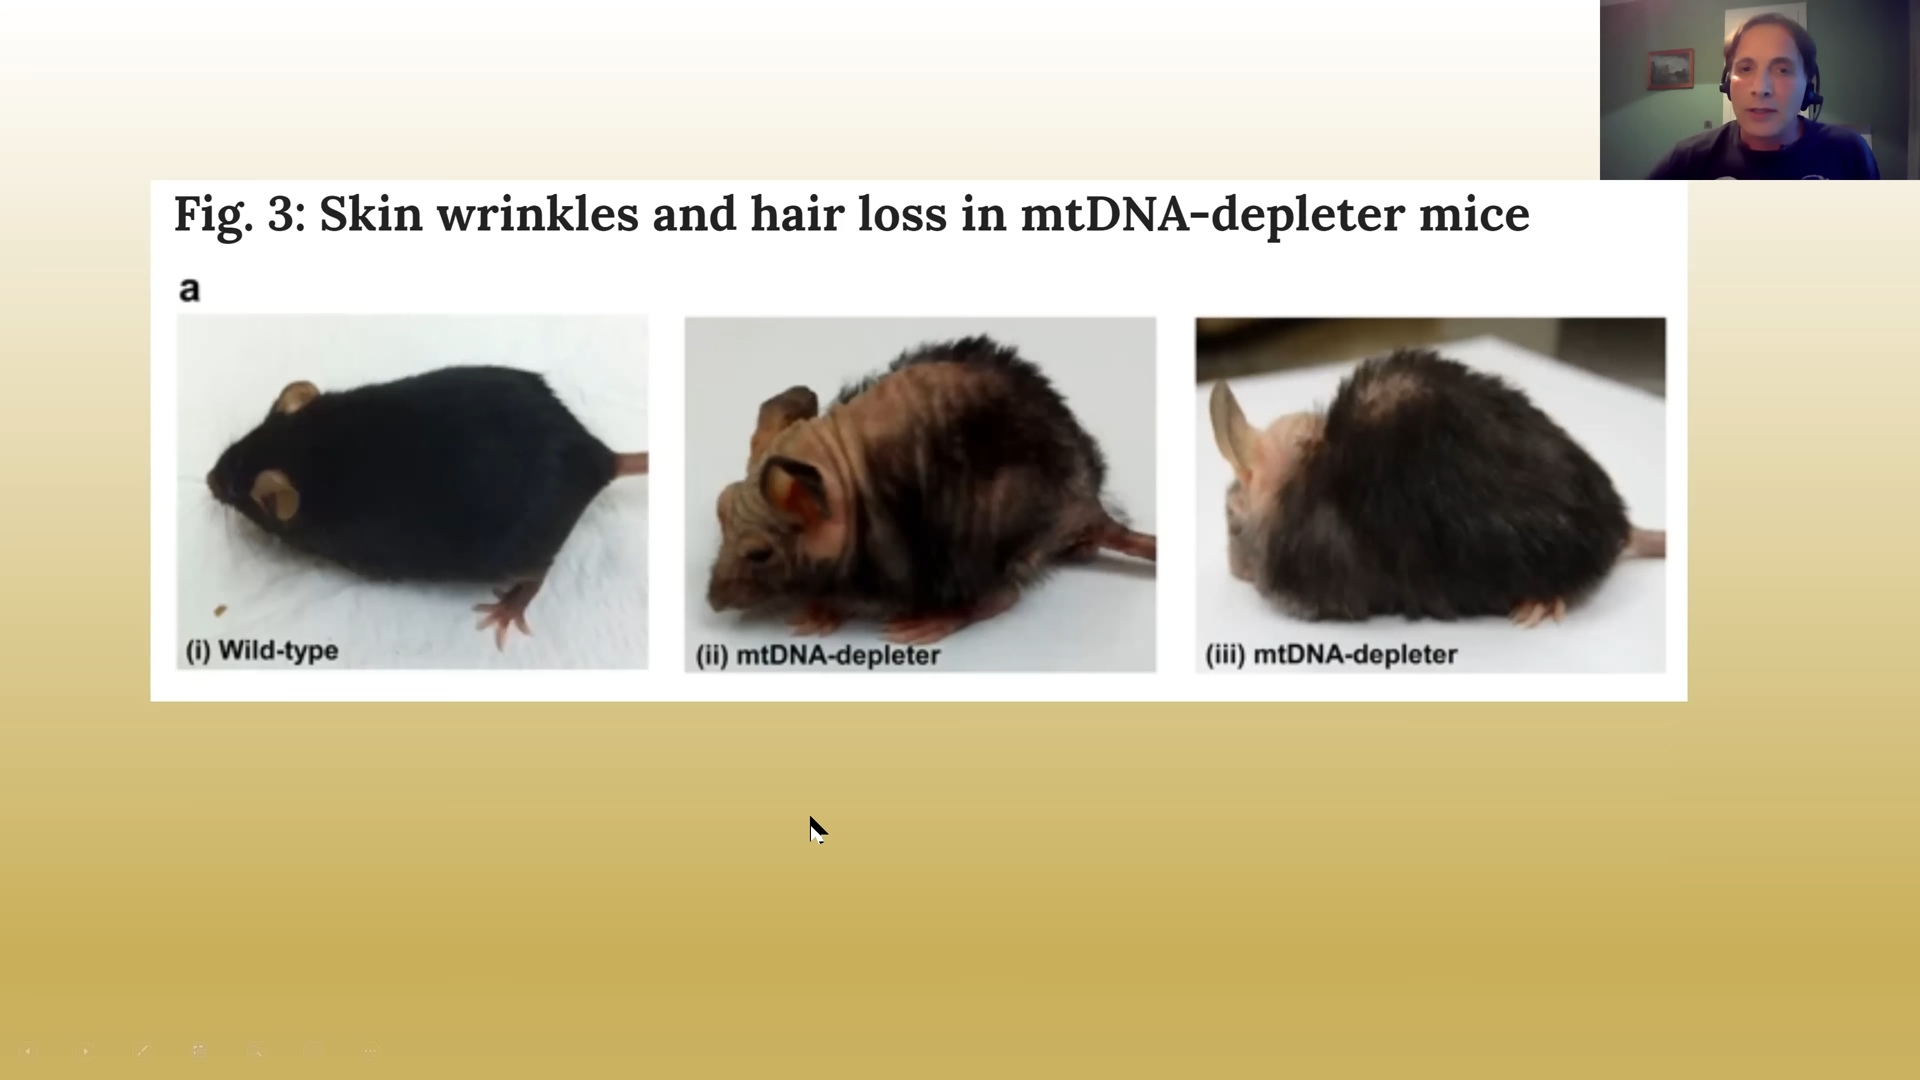 Fig. 3: Skin wrinkles and hair loss in mtDNA-depleter mice
a
(i) Wild-type
(ii) mtDNA-depleter
(iii) mtDNA-depleter